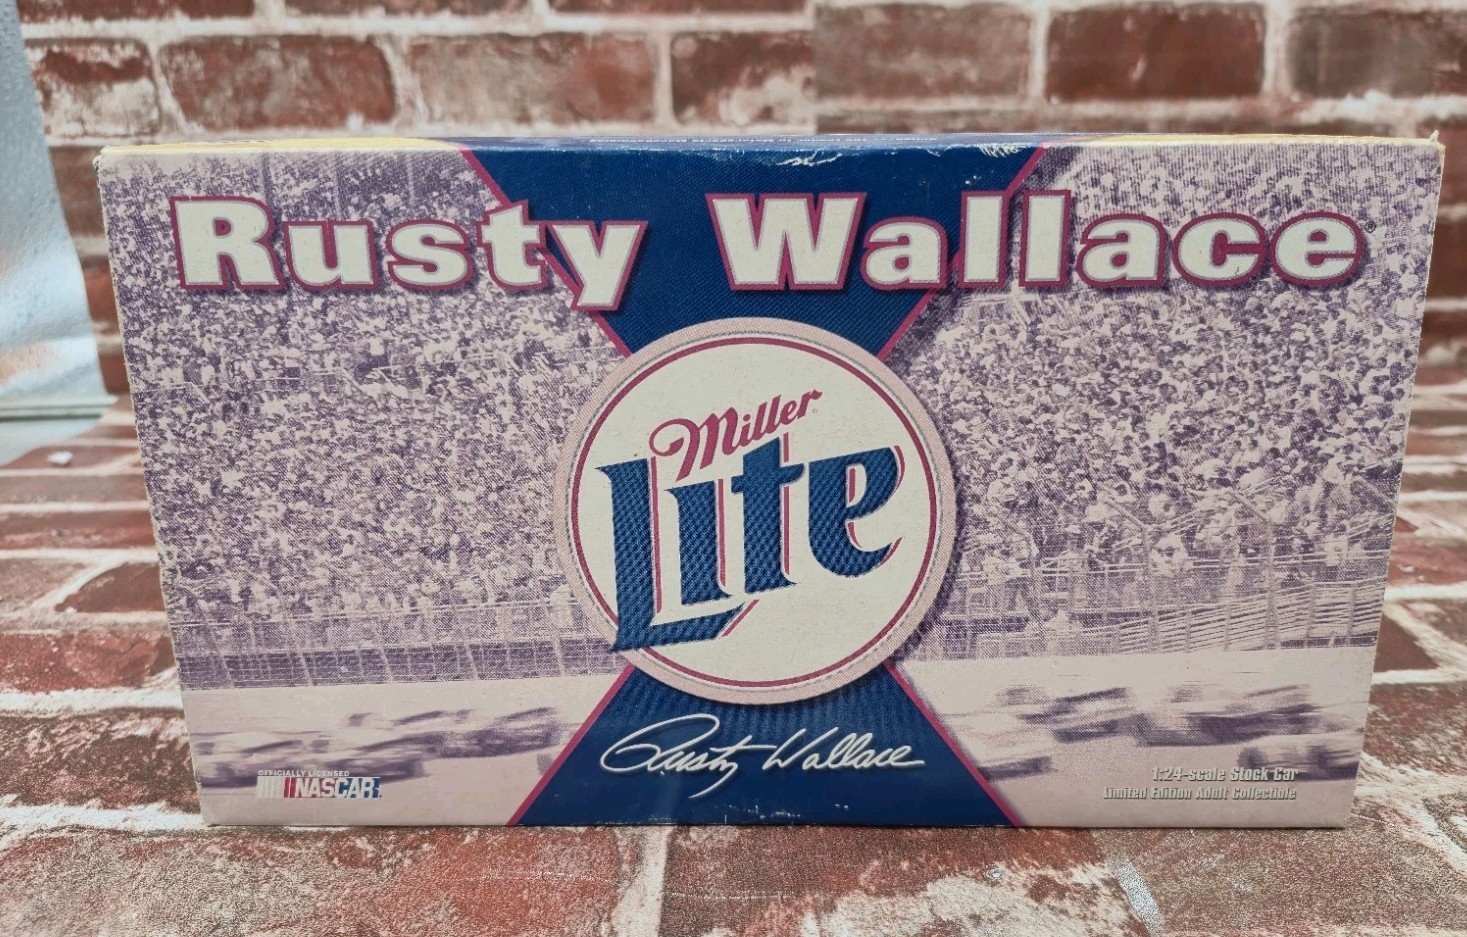 Rusty Wallace®
Miller
Lite
Rusty Wallace
OFFICIALLY LICENSED
NASCAR
1:24-scale Stock Car
Limited Edition Adult Collectible